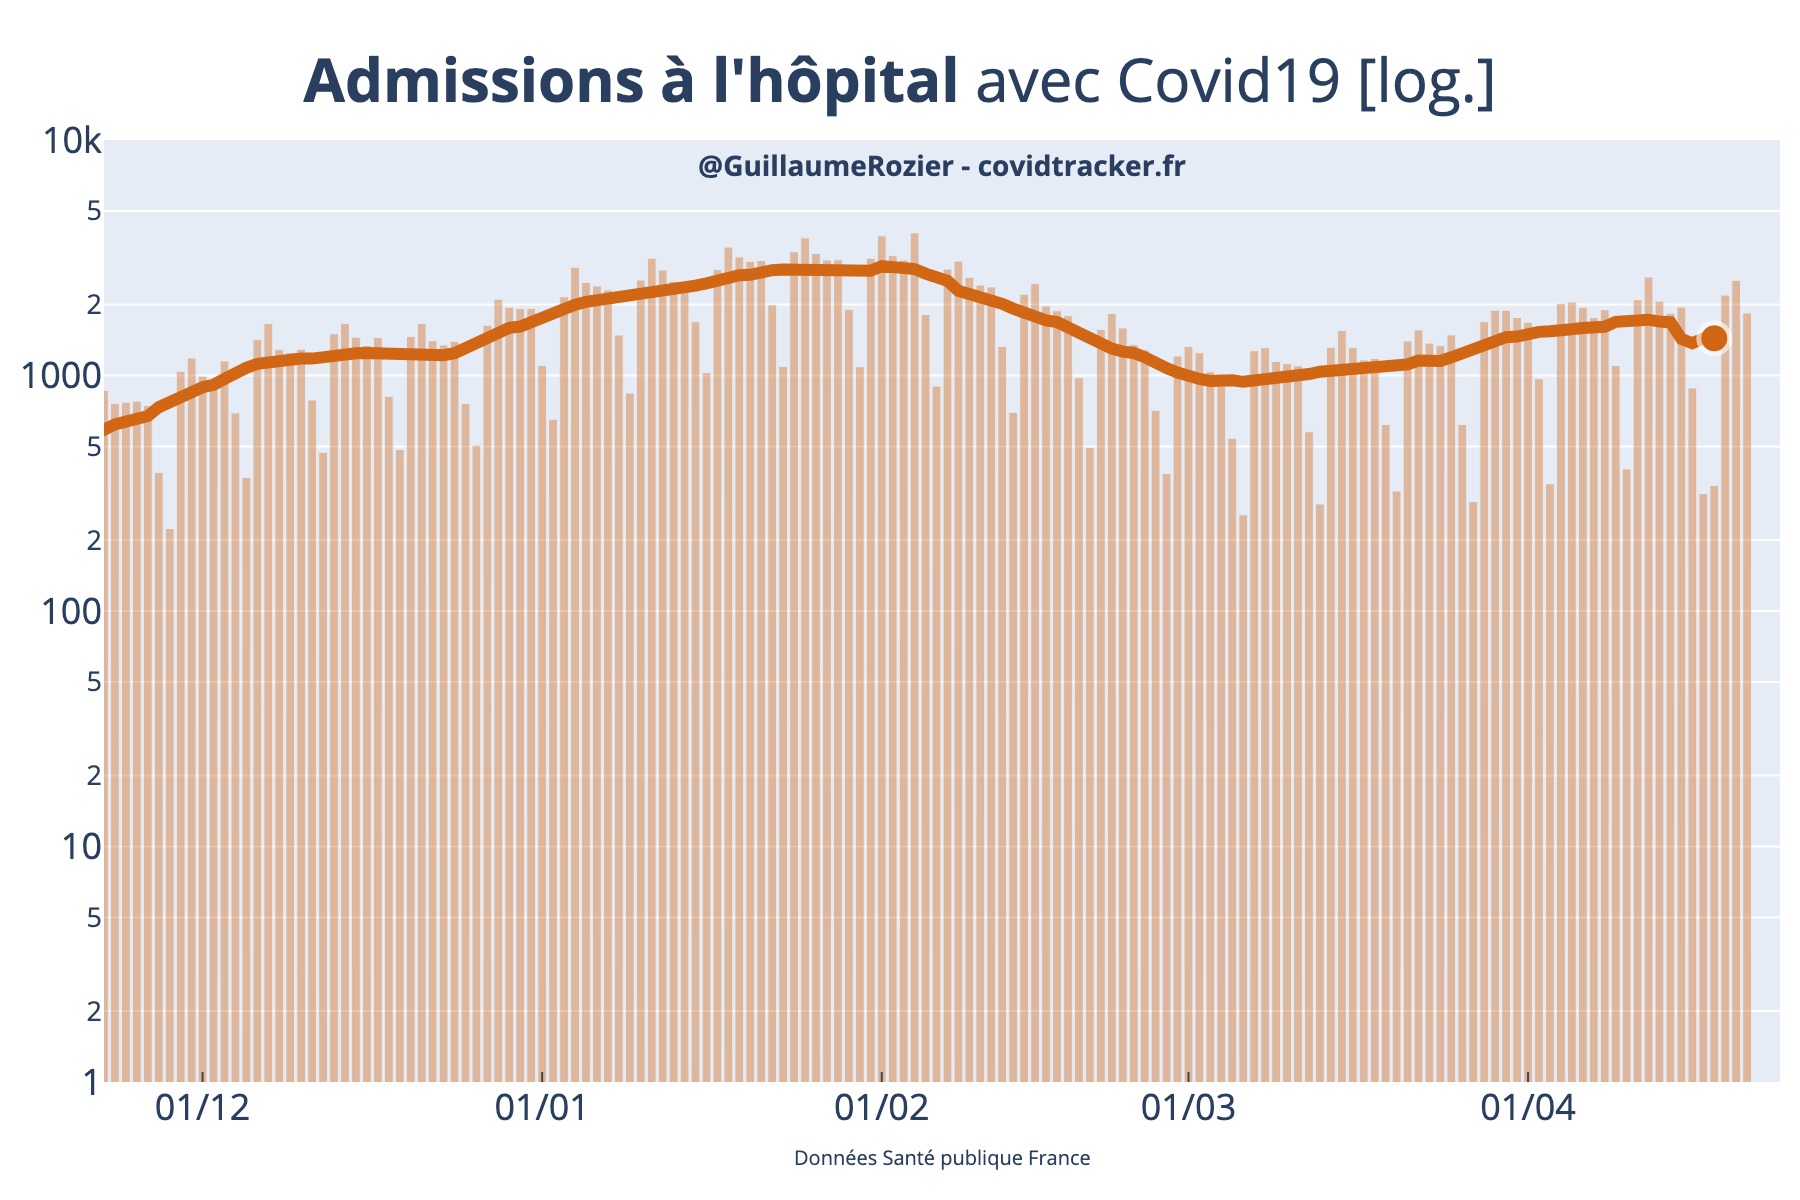 Admissions à l'hôpital avec Covid19 [log.]
@GuillaumeRozier - covidtracker.fr
10k
5
2
1000
5
2
100
5
2
10
5
2
1
01/12 01/01 01/02 01/03 01/04
Données Santé publique France